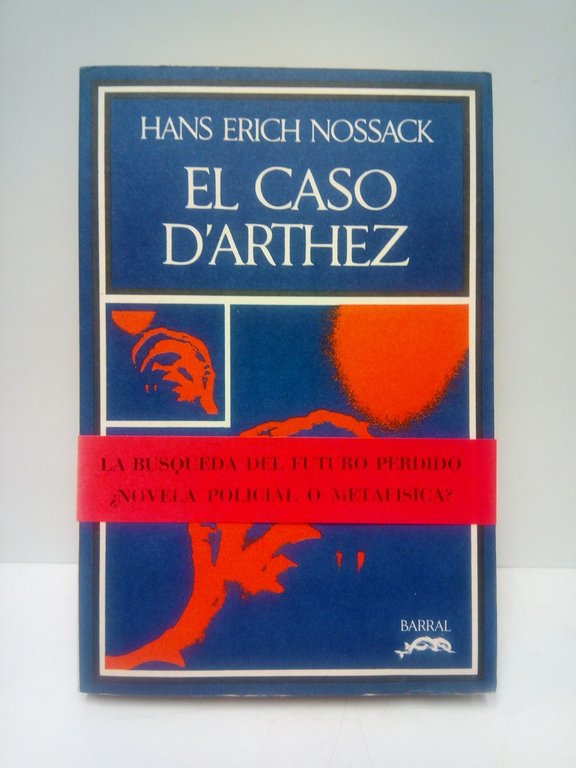 HANS ERICH NOSSACK
EL CASO
D'ARTHEZ
LA BUSQUEDA DEL FUTURO PERDIDO
¿NOVELA POLICIAL O METAFISICA?
BARRAL